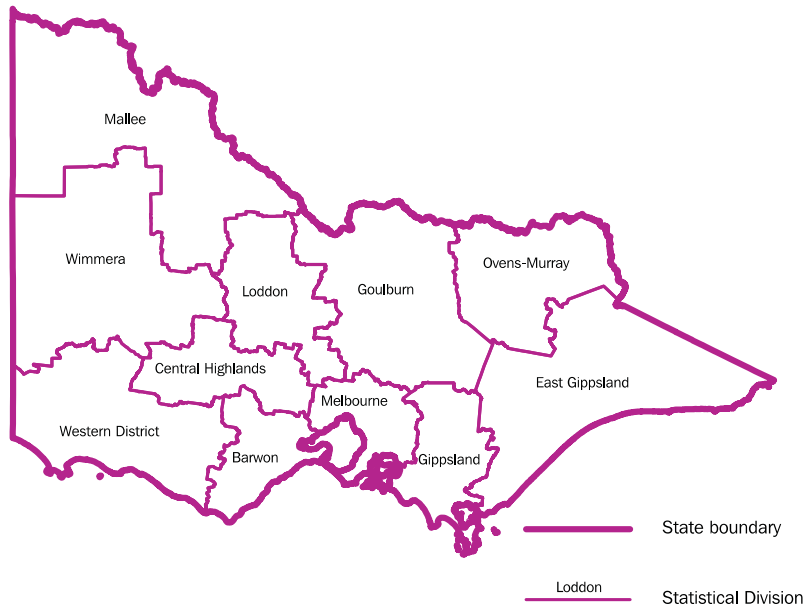 Mallee
Wimmera
Loddon
Goulburn
Ovens-Murray
Central Highlands
East Gippsland
Melbourne
Western District
Barwon
Gippsland
State boundary
Loddon
Statistical Division